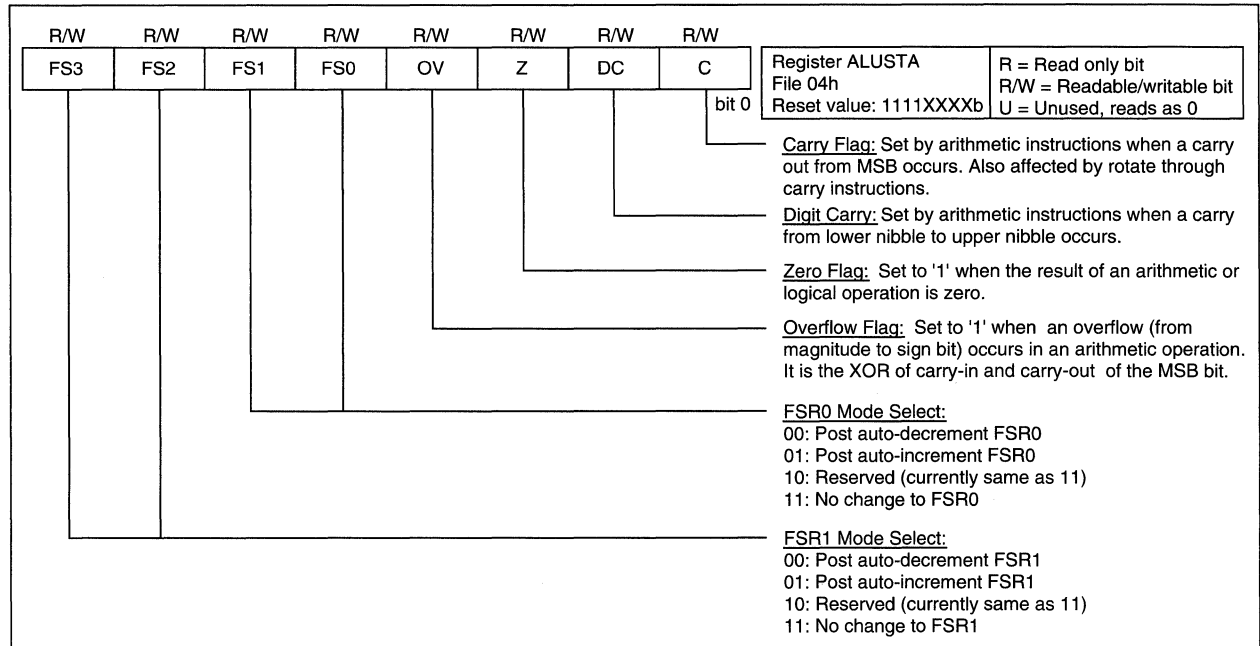 R/W R/W R/W R/W R/W R/W R/W R/W
FS3 FS2 FS1 FS0 OV Z DC C
bit 0
Register ALUSTA
File 04h
Reset value: 1111XXXXb
R = Read only bit
R/W = Readable/writable bit
U = Unused, reads as 0
Carry Flag: Set by arithmetic instructions when a carry
out from MSB occurs. Also affected by rotate through
carry instructions.
Digit Carry: Set by arithmetic instructions when a carry
from lower nibble to upper nibble occurs.
Zero Flag: Set to '1' when the result of an arithmetic or
logical operation is zero.
Overflow Flag: Set to '1' when an overflow (from
magnitude to sign bit) occurs in an arithmetic operation.
It is the XOR of carry-in and carry-out of the MSB bit.
FSR0 Mode Select:
00: Post auto-decrement FSR0
01: Post auto-increment FSR0
10: Reserved (currently same as 11)
11: No change to FSR0
FSR1 Mode Select:
00: Post auto-decrement FSR1
01: Post auto-increment FSR1
10: Reserved (currently same as 11)
11: No change to FSR1